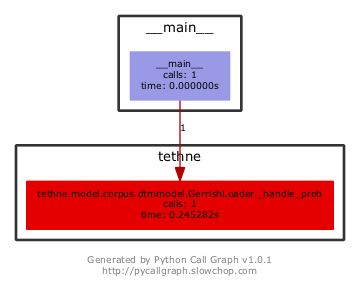 __main__
__main__
calls: 1
time: 0.000000s
1
tethne
tethne.model.corpus.dtmmodel.GerrishLoader._handle_prob
calls: 1
time: 0.245282s
Generated by Python Call Graph v1.0.1
http://pycallgraph.slowchop.com